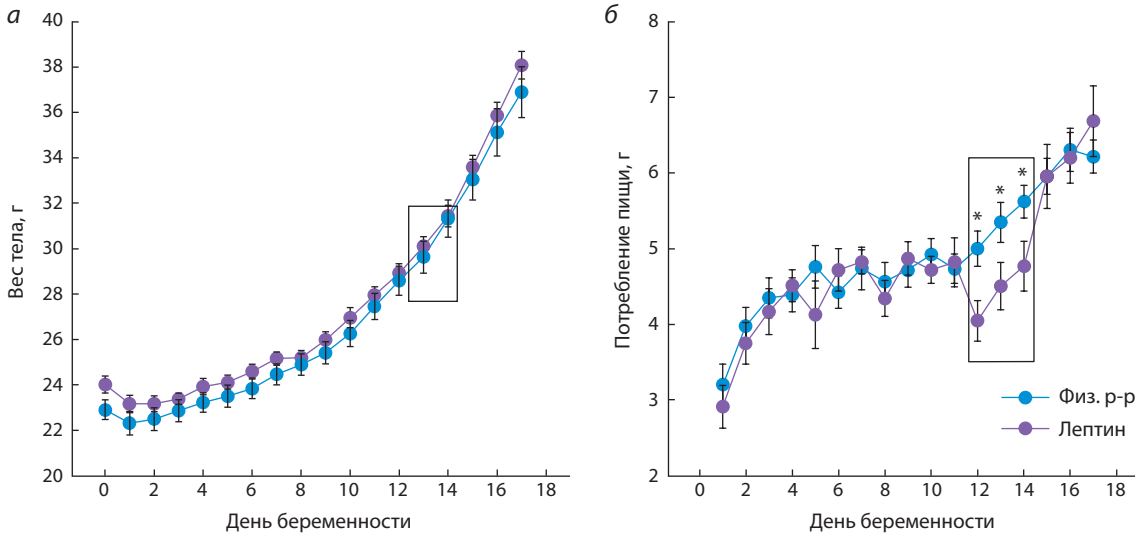 а
40
38
36
34
32
30
28
26
24
22
20
Вес тела, г
0 2 4 6 8 10 12 14 16 18
День беременности
б
8
7
6
5
4
3
2
Потребление пищи, г
* * *
Физ. р-р
Лептин
0 2 4 6 8 10 12 14 16 18
День беременности